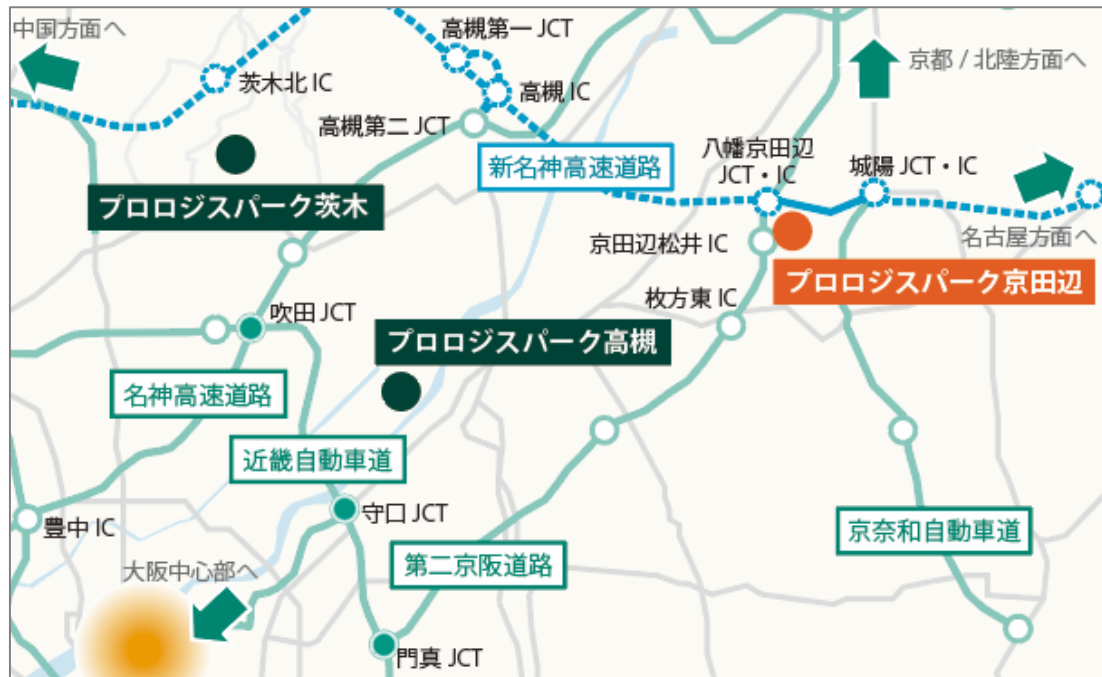 中国方面へ
高槻第一 JCT
京都 / 北陸方面へ
茨木北 IC
高槻 IC
高槻第二 JCT
八幡京田辺
JCT・IC
新名神高速道路
城陽 JCT・IC
プロロジスパーク茨木
京田辺松井 IC
名古屋方面へ
プロロジスパーク京田辺
枚方東 IC
吹田 JCT
プロロジスパーク高槻
名神高速道路
近畿自動車道
守口 JCT
豊中 IC
京奈和自動車道
第二京阪道路
大阪中心部へ
門真 JCT